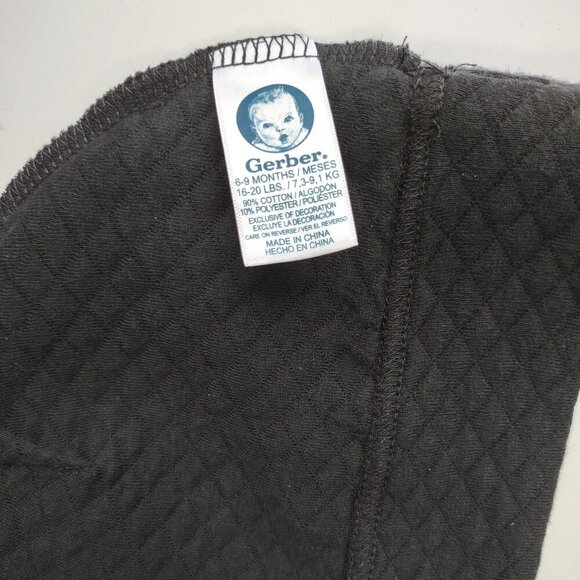 Gerber.
6-9 MONTHS / MESES
16-20 LBS. / 7,3-9,1 KG
90% COTTON / ALGODÓN
10% POLYESTER / POLIÉSTER
EXCLUSIVE OF DECORATION
EXCLUYE LA DECORACIÓN
CARE ON REVERSE / VER EL REVERSO
MADE IN CHINA
HECHO EN CHINA